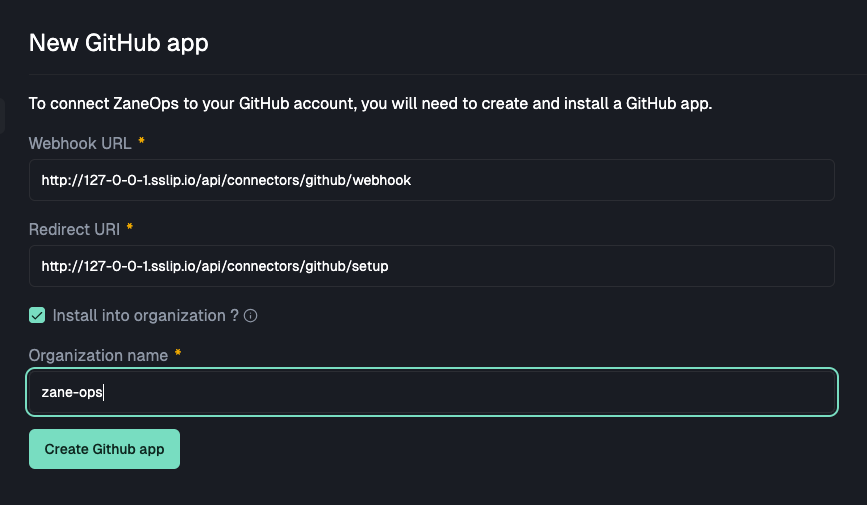 New GitHub app
To connect ZaneOps to your GitHub account, you will need to create and install a GitHub app.
Webhook URL *
http://127-0-0-1.sslip.io/api/connectors/github/webhook
Redirect URI *
http://127-0-0-1.sslip.io/api/connectors/github/setup
Install into organization ?
Organization name *
zane-ops
Create Github app